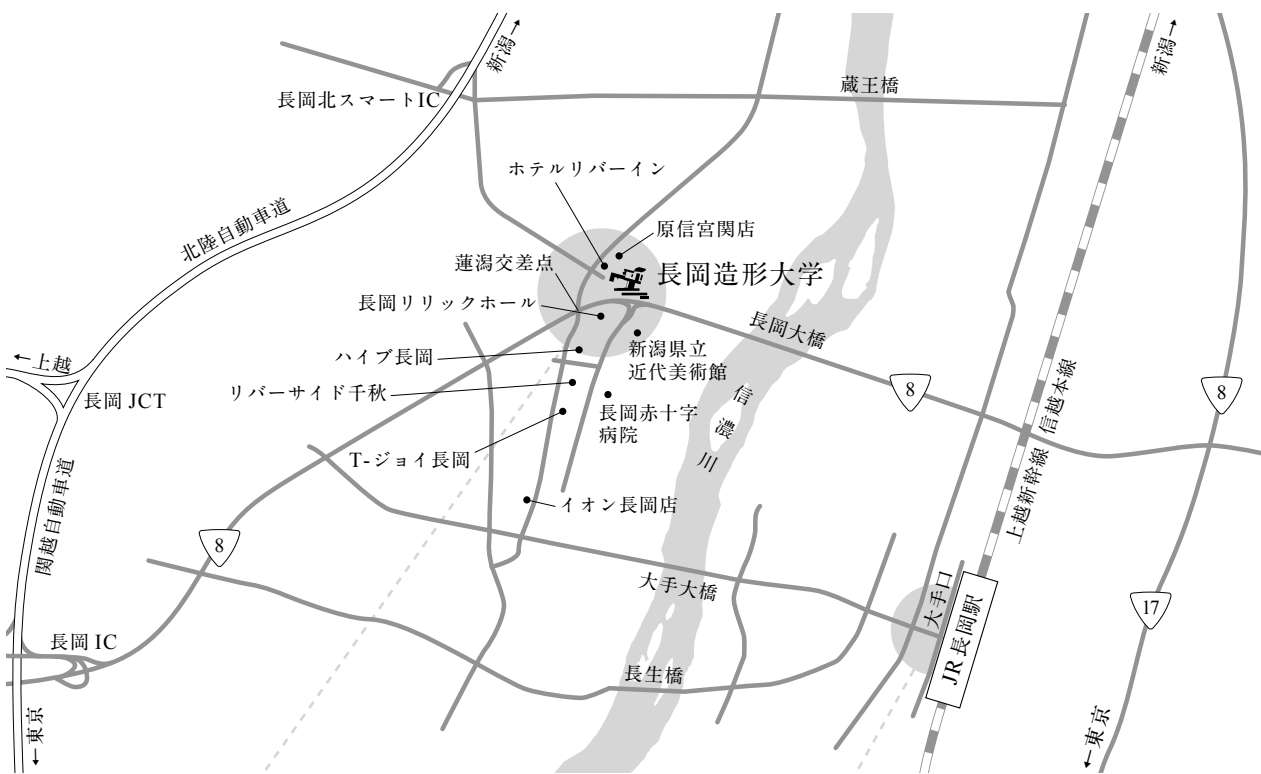 新潟→
新潟→
蔵王橋
長岡北スマートIC
ホテルリバーイン
北陸自動車道
原信宮関店
蓮潟交差点
長岡造形大学
長岡リリックホール
長岡大橋
ハイブ長岡
新潟県立
近代美術館
←上越
リバーサイド千秋
8
8
長岡 JCT
長岡赤十字
病院
信濃川
信越本線
T-ジョイ長岡
上越新幹線
イオン長岡店
関越自動車道
8
大手大橋
大手口
17
長岡 IC
長生橋
JR 長岡駅
←東京
←東京